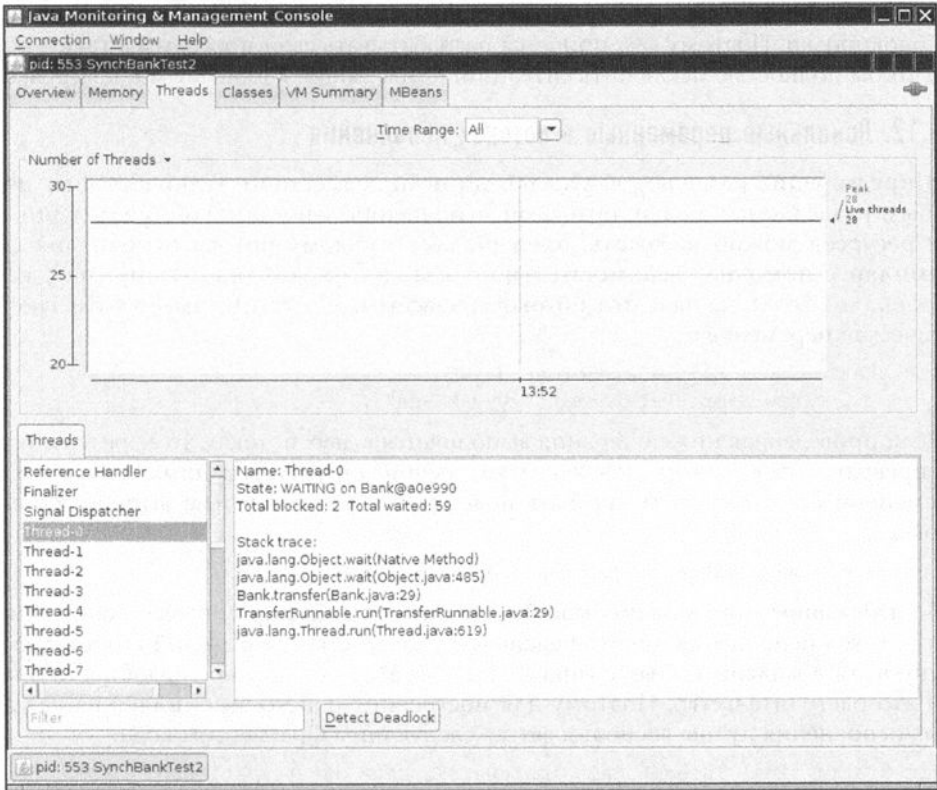 Java Monitoring & Management Console
Connection Window Help
pid: 553 SynchBankTest2
Overview Memory Threads Classes VM Summary MBeans
Time Range: All
Number of Threads
30
Peak
28
Live threads
28
25
20
13:52
Threads
Reference Handler
Finalizer
Signal Dispatcher
Thread-0
Thread-1
Thread-2
Thread-3
Thread-4
Thread-5
Thread-6
Thread-7
Name: Thread-0
State: WAITING on Bank@a0e990
Total blocked: 2 Total waited: 59
Stack trace:
java.lang.Object.wait(Native Method)
java.lang.Object.wait(Object.java:485)
Bank.transfer(Bank.java:29)
TransferRunnable.run(TransferRunnable.java:29)
java.lang.Thread.run(Thread.java:619)
Filter
Detect Deadlock
pid: 553 SynchBankTest2